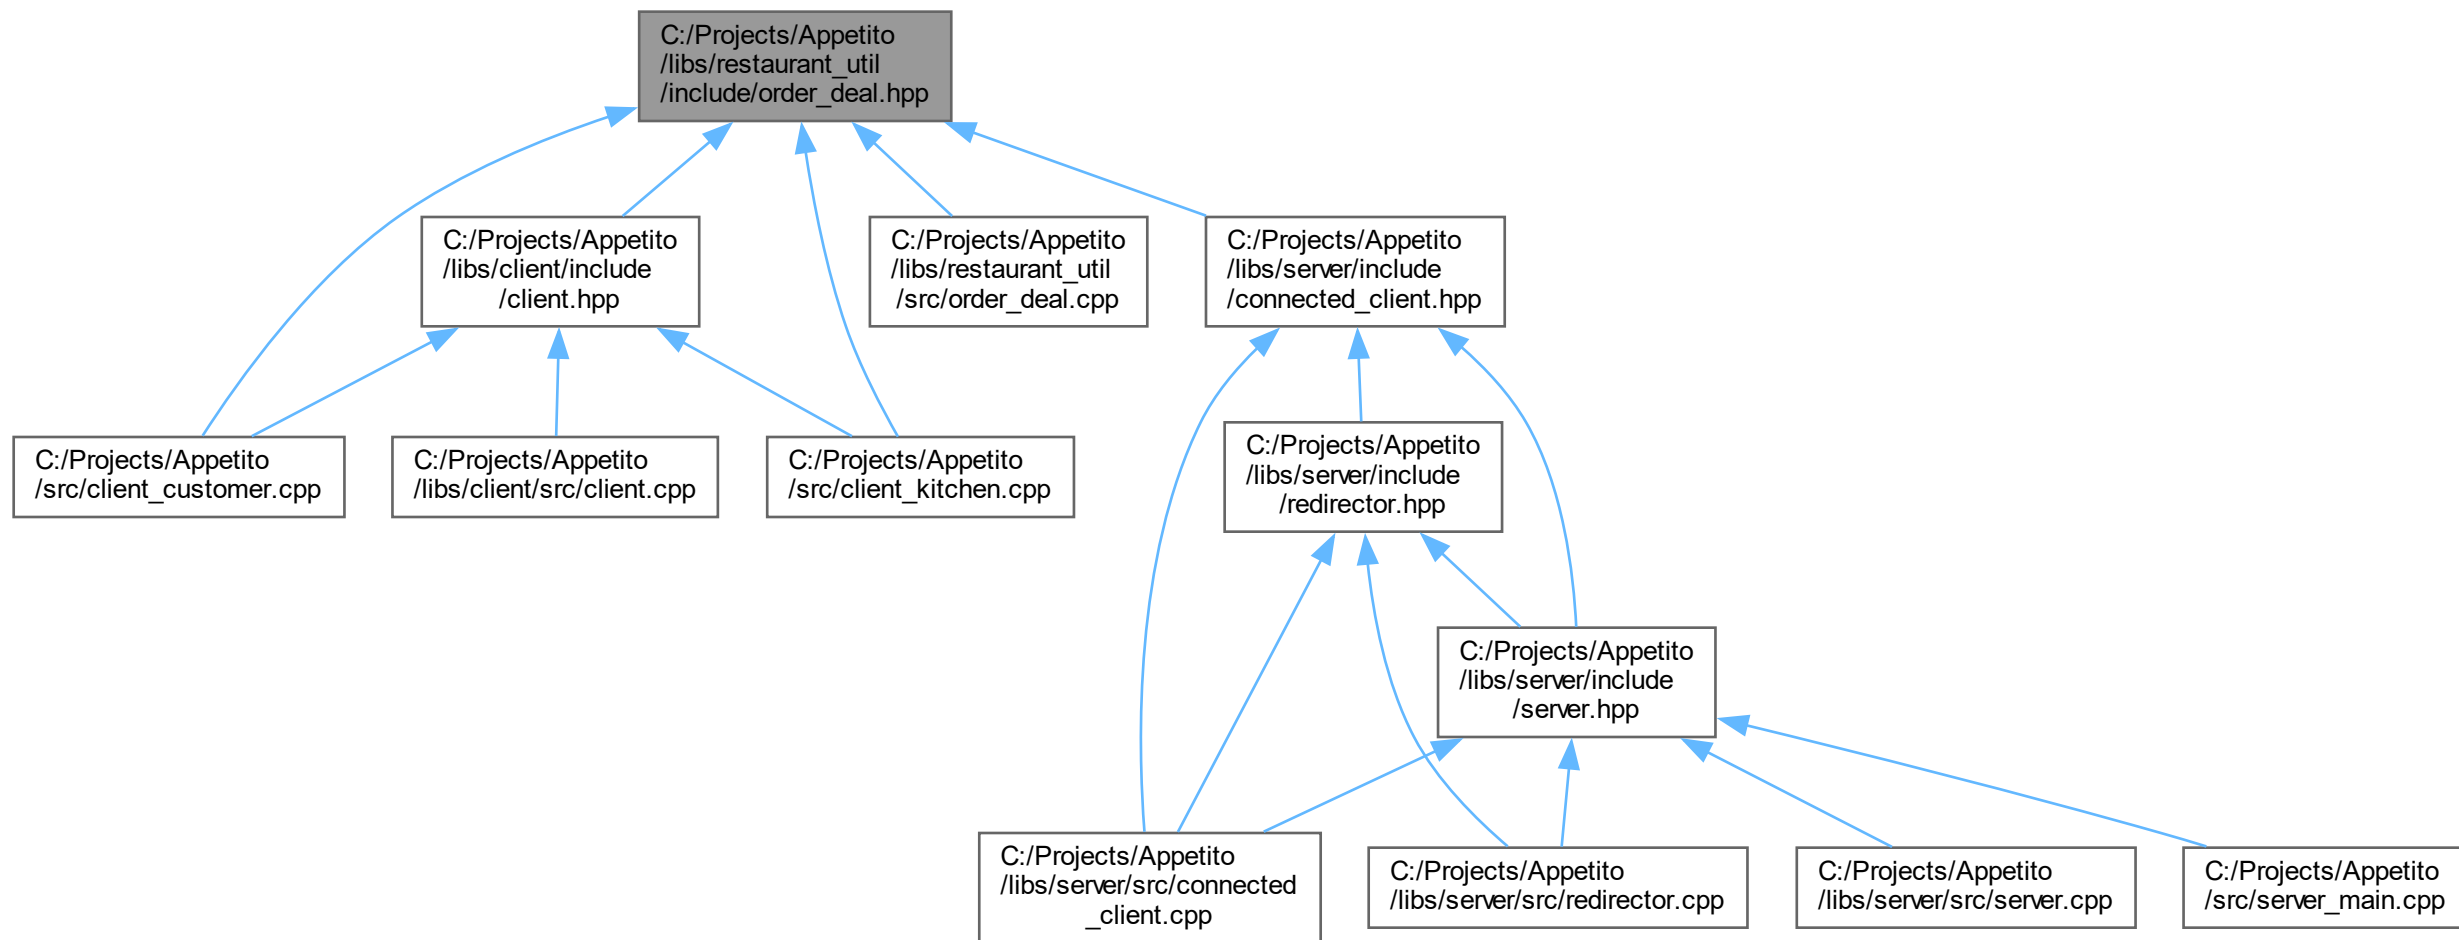 C:/Projects/Appetito
/libs/restaurant_util
/include/order_deal.hpp
C:/Projects/Appetito
/libs/client/include
/client.hpp
C:/Projects/Appetito
/libs/restaurant_util
/src/order_deal.cpp
C:/Projects/Appetito
/libs/server/include
/connected_client.hpp
C:/Projects/Appetito
/src/client_customer.cpp
C:/Projects/Appetito
/libs/client/src/client.cpp
C:/Projects/Appetito
/src/client_kitchen.cpp
C:/Projects/Appetito
/libs/server/include
/redirector.hpp
C:/Projects/Appetito
/libs/server/include
/server.hpp
C:/Projects/Appetito
/libs/server/src/connected
_client.cpp
C:/Projects/Appetito
/libs/server/src/redirector.cpp
C:/Projects/Appetito
/libs/server/src/server.cpp
C:/Projects/Appetito
/src/server_main.cpp